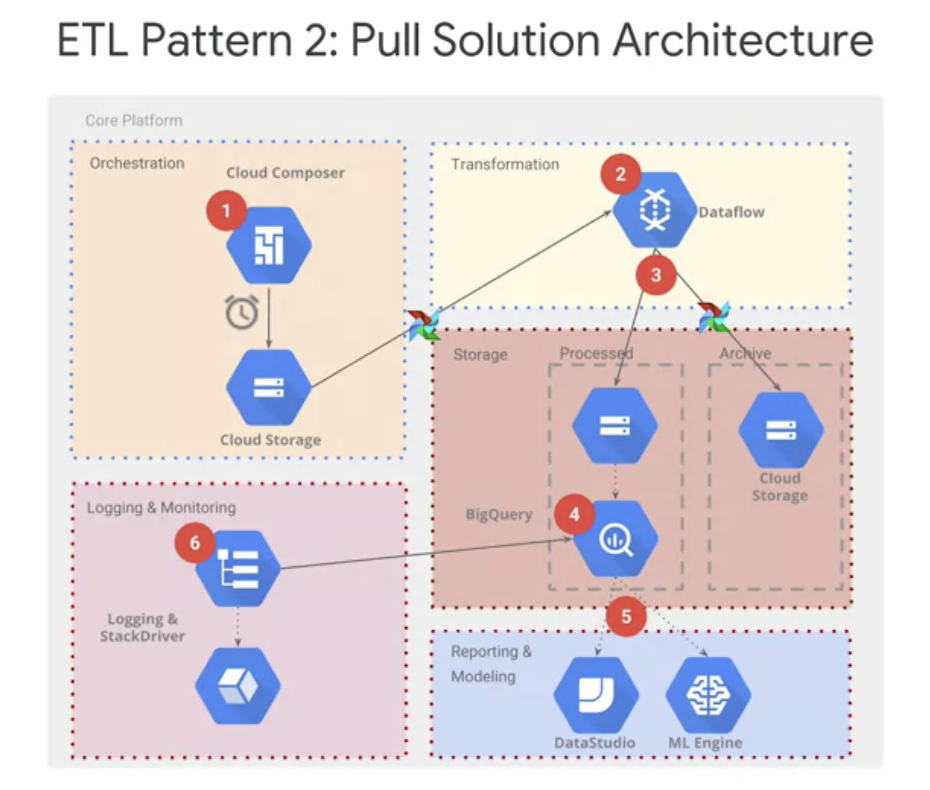 ETL Pattern 2: Pull Solution Architecture
Core Platform
Orchestration
Cloud Composer
1
Cloud Storage
Transformation
2
Dataflow
3
Storage
Processed
Archive
BigQuery
4
Cloud
Storage
5
Logging & Monitoring
6
Logging &
StackDriver
Reporting &
Modeling
DataStudio
ML Engine